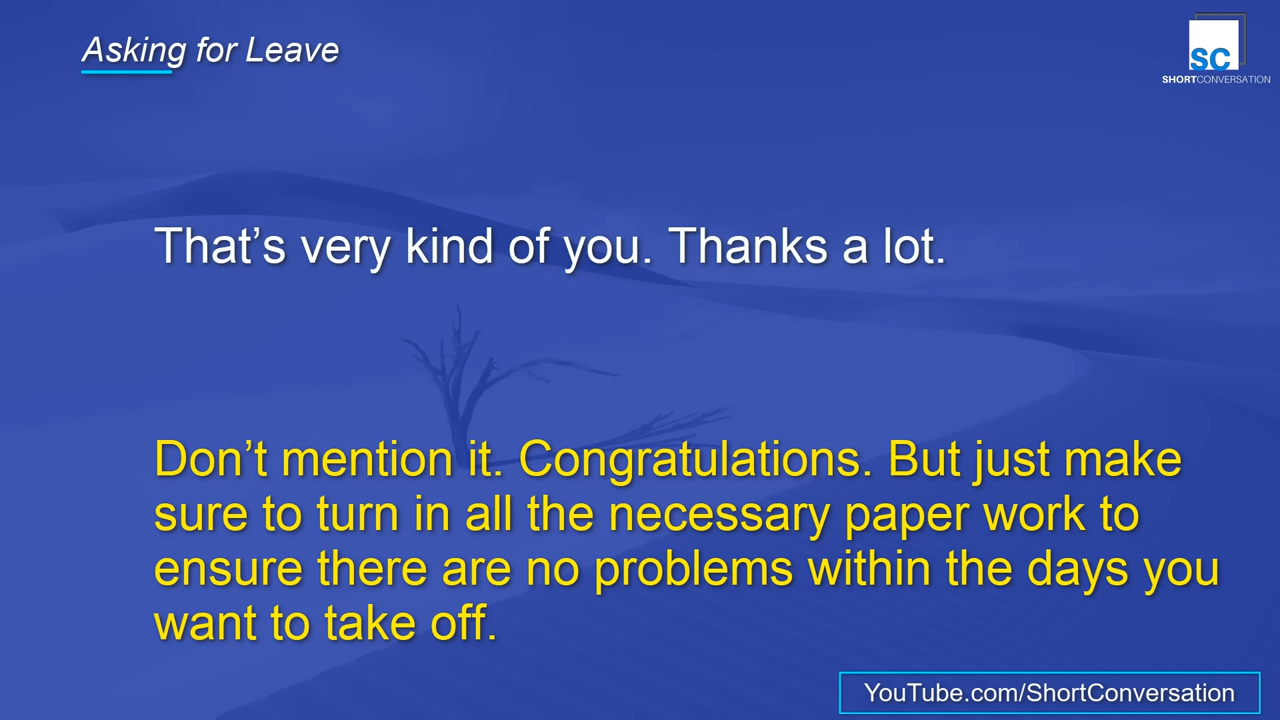 Asking for Leave
SC
SHORTCONVERSATION
That’s very kind of you. Thanks a lot.
Don’t mention it. Congratulations. But just make
sure to turn in all the necessary paper work to
ensure there are no problems within the days you
want to take off.
YouTube.com/ShortConversation